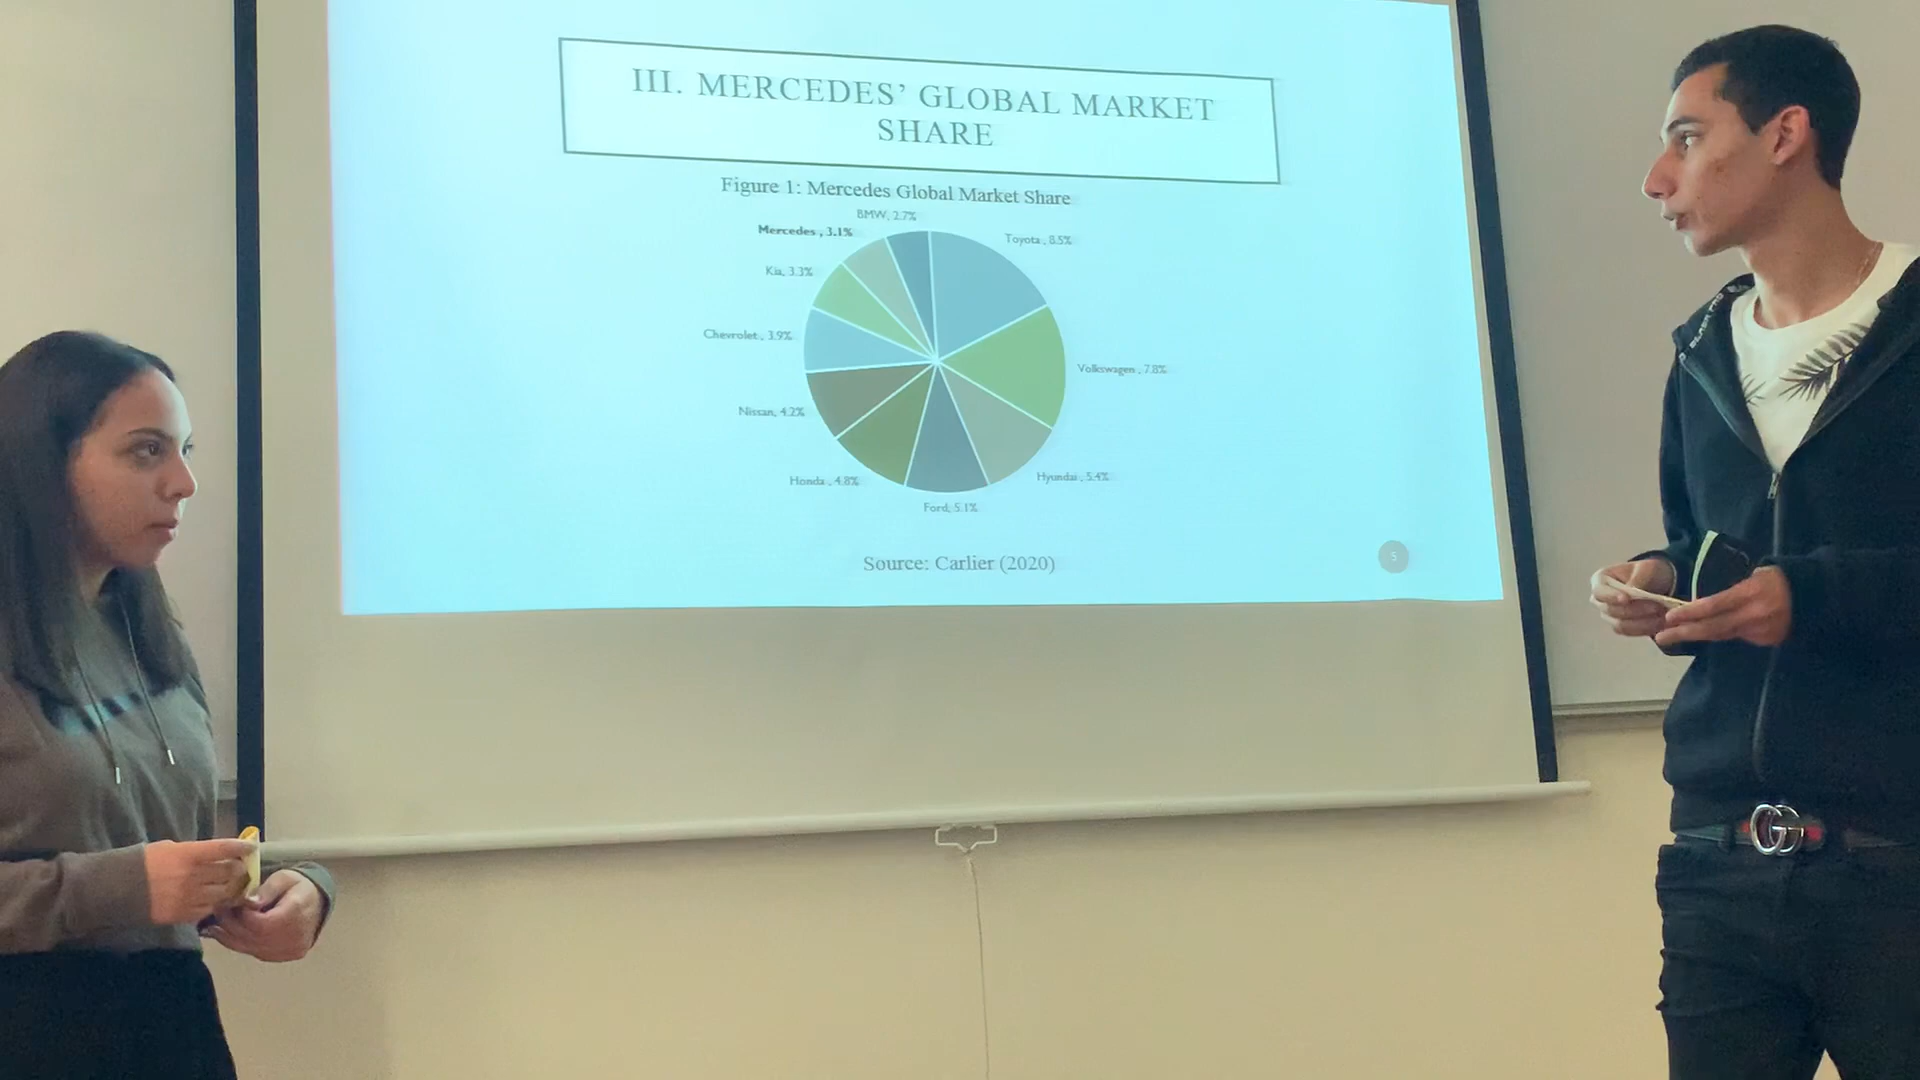 III. MERCEDES’ GLOBAL MARKET
SHARE
Figure 1: Mercedes Global Market Share
BMW, 2.7%
Mercedes , 3.1%
Toyota , 8.5%
Kia, 3.3%
Chevrolet , 3.9%
Volkswagen , 7.8%
Nissan, 4.2%
Honda , 4.8%
Hyundai , 5.4%
Ford, 5.1%
Source: Carlier (2020)
5